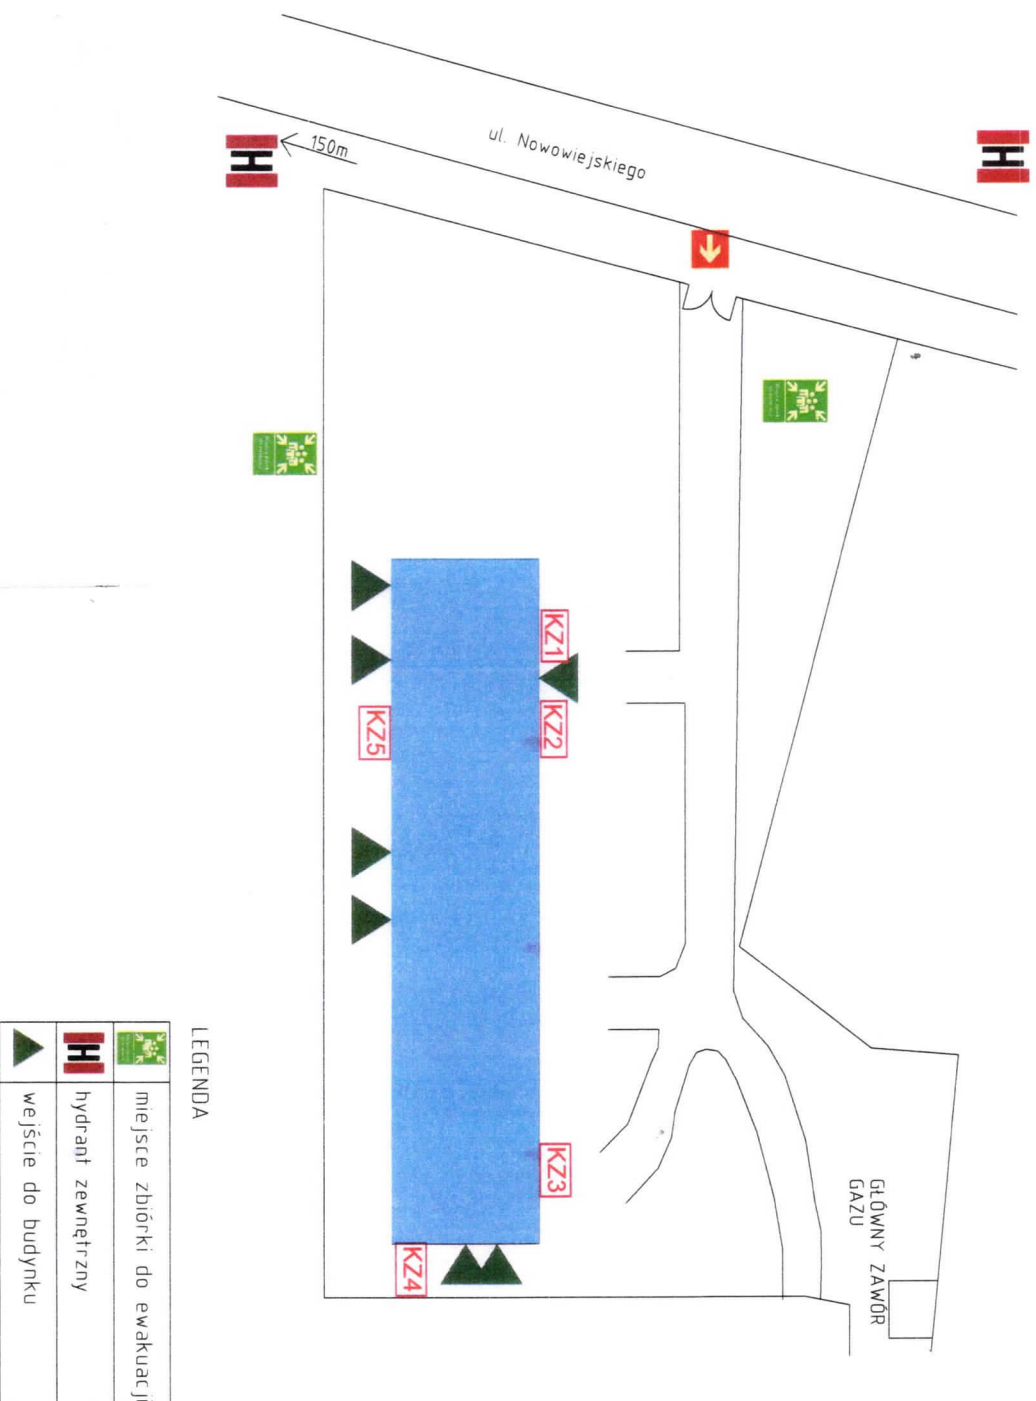 ul. Nowowiejskiego
150m
H
H
KZ1
KZ2
KZ5
KZ3
KZ4
GŁÓWNY ZAWÓR
GAZU
LEGENDA
miejsce zbiórki do ewakuacji
H hydrant zewnętrzny
wejście do budynku